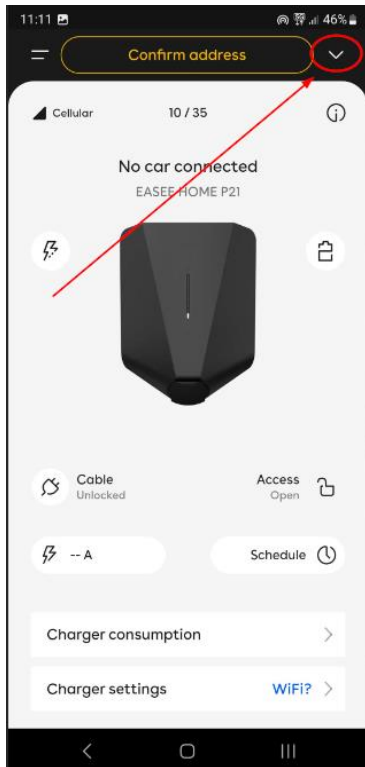 11:11 46%
Confirm address
Cellular 10 / 35
No car connected
EASEE HOME P21
Cable Access
Unlocked Open
-- A Schedule
Charger consumption
Charger settings WiFi?